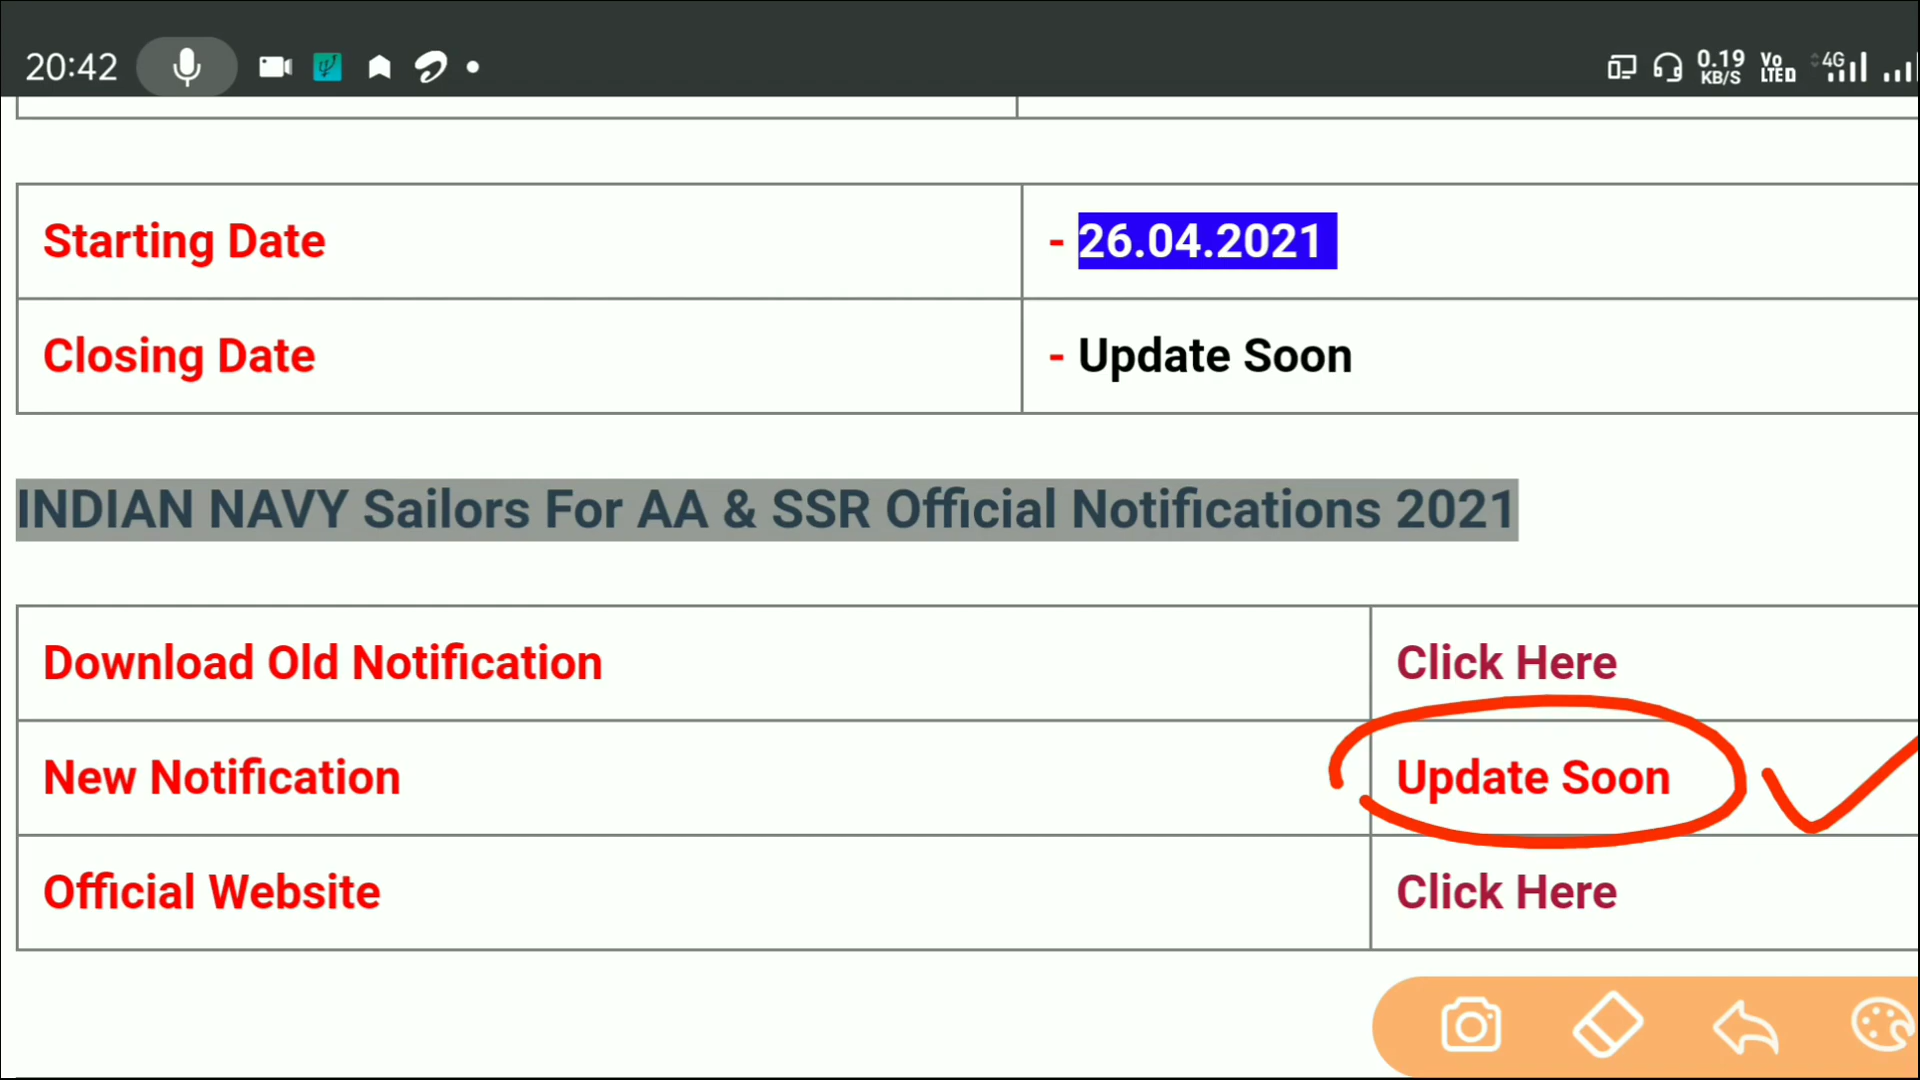 20:42
0.19 KB/S Vo LTED 4G
Starting Date - 26.04.2021
Closing Date - Update Soon
INDIAN NAVY Sailors For AA & SSR Official Notifications 2021
Download Old Notification Click Here
New Notification Update Soon
Official Website Click Here